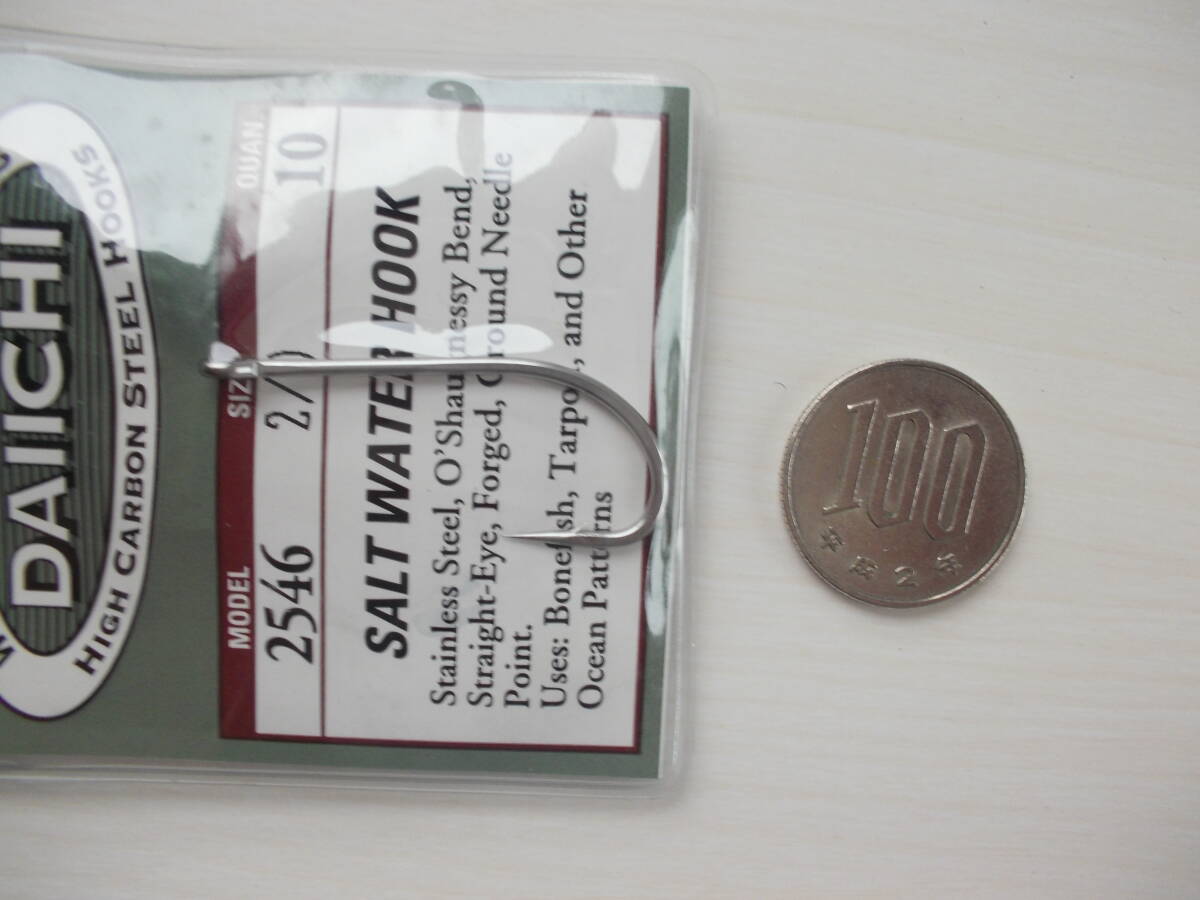 DAIICHI
HIGH CARBON STEEL HOOKS
MODEL SIZ QUAN
2546 2/0 10
SALT WATER HOOK
Stainless Steel, O'Shaughnessy Bend,
Straight-Eye, Forged, Ground Needle
Point.
Uses: Bonefish, Tarpon, and Other
Ocean Patterns
100
平成2年